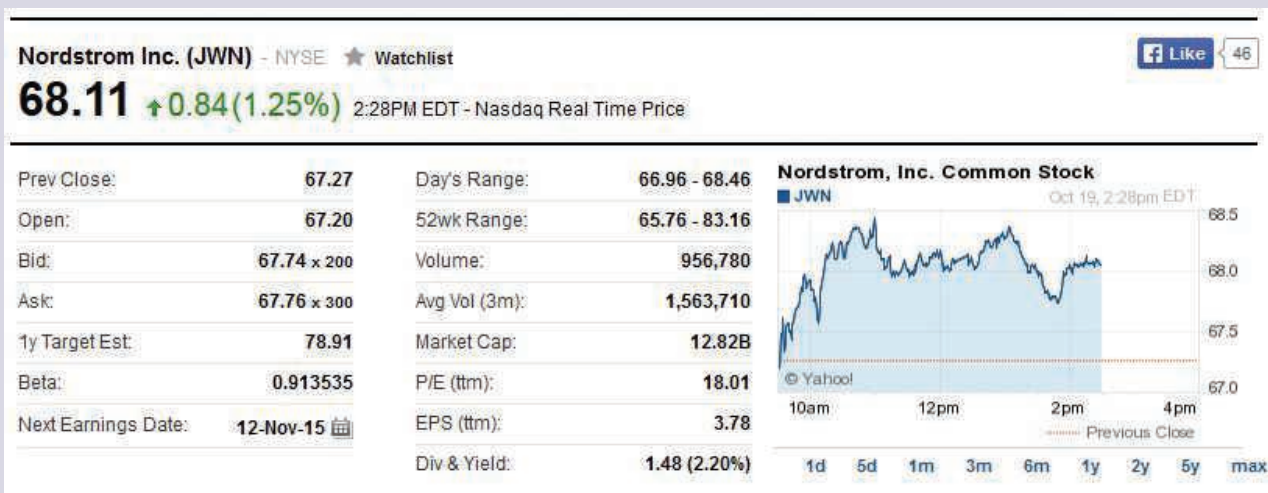 Nordstrom Inc. (JWN) - NYSE Watchlist
Like 46
68.11 0.84(1.25%) 2:28PM EDT - Nasdaq Real Time Price
Prev Close: 67.27
Open: 67.20
Bid: 67.74 x 200
Ask: 67.76 x 300
1y Target Est: 78.91
Beta: 0.913535
Next Earnings Date: 12-Nov-15
Day's Range: 66.96 - 68.46
52wk Range: 65.76 - 83.16
Volume: 956,780
Avg Vol (3m): 1,563,710
Market Cap: 12.82B
P/E (ttm): 18.01
EPS (ttm): 3.78
Div & Yield: 1.48 (2.20%)
Nordstrom, Inc. Common Stock
JWN Oct 19, 2:28pm EDT
68.5
68.0
67.5
67.0
© Yahoo!
10am 12pm 2pm 4pm
Previous Close
1d 5d 1m 3m 6m 1y 2y 5y max